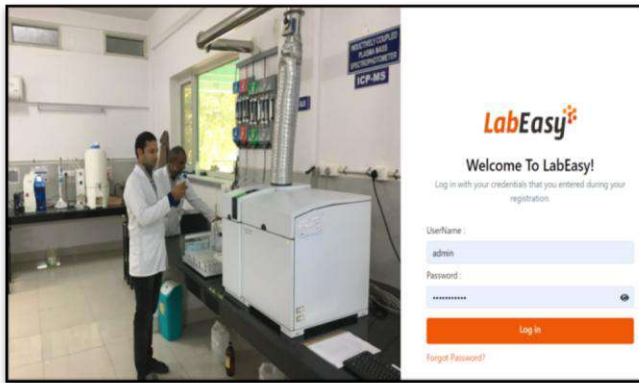 INDUCTIVELY COUPLED
PLASMA MASS
SPECTROPHOTOMETER
ICP-MS
LabEasy
Welcome To LabEasy!
Log in with your credentials that you entered during your
registration.
UserName :
admin
Password :
•••••••••••
Log in
Forgot Password?